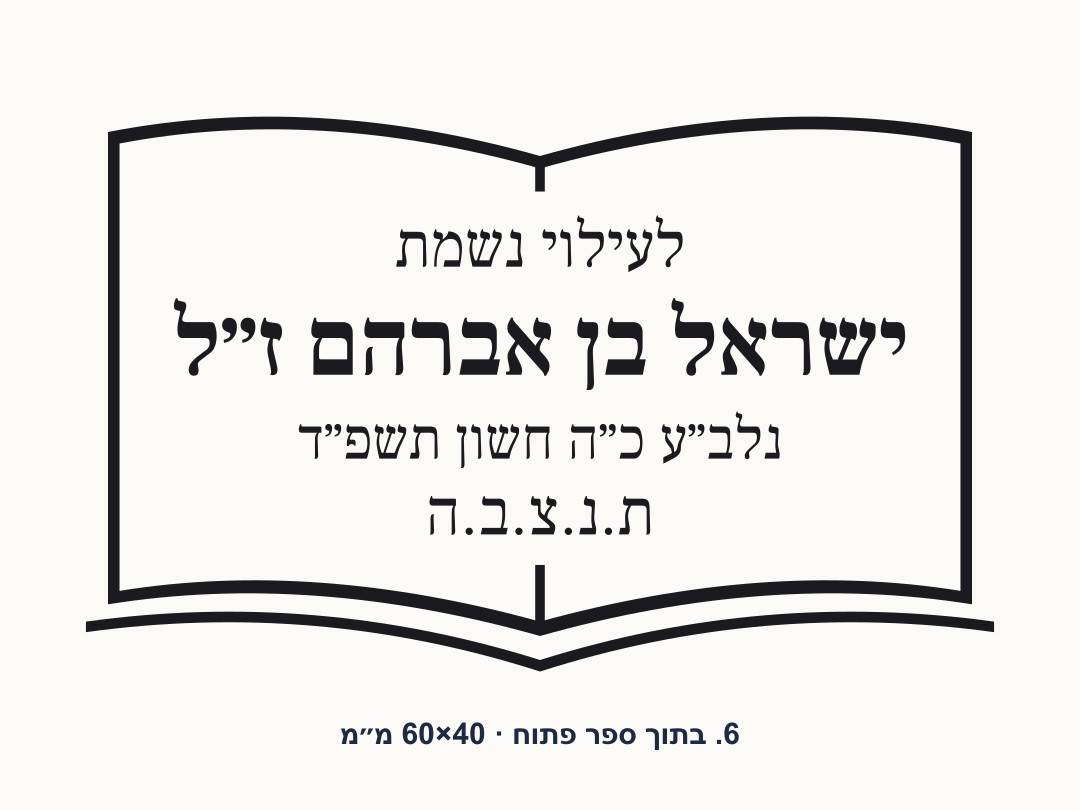 לעילוי נשמת
ישראל בן אברהם ז״ל
נלב״ע כ״ה חשון תשפ״ד
ת.נ.צ.ב.ה
6. בתוך ספר פתוח · 60×40 מ״מ